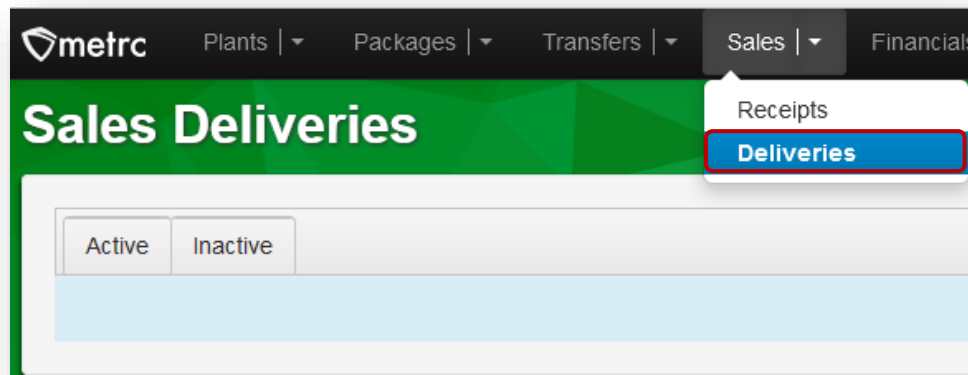 metrc Plants Packages Transfers Sales Financials
Receipts
Sales Deliveries
Deliveries
Active Inactive